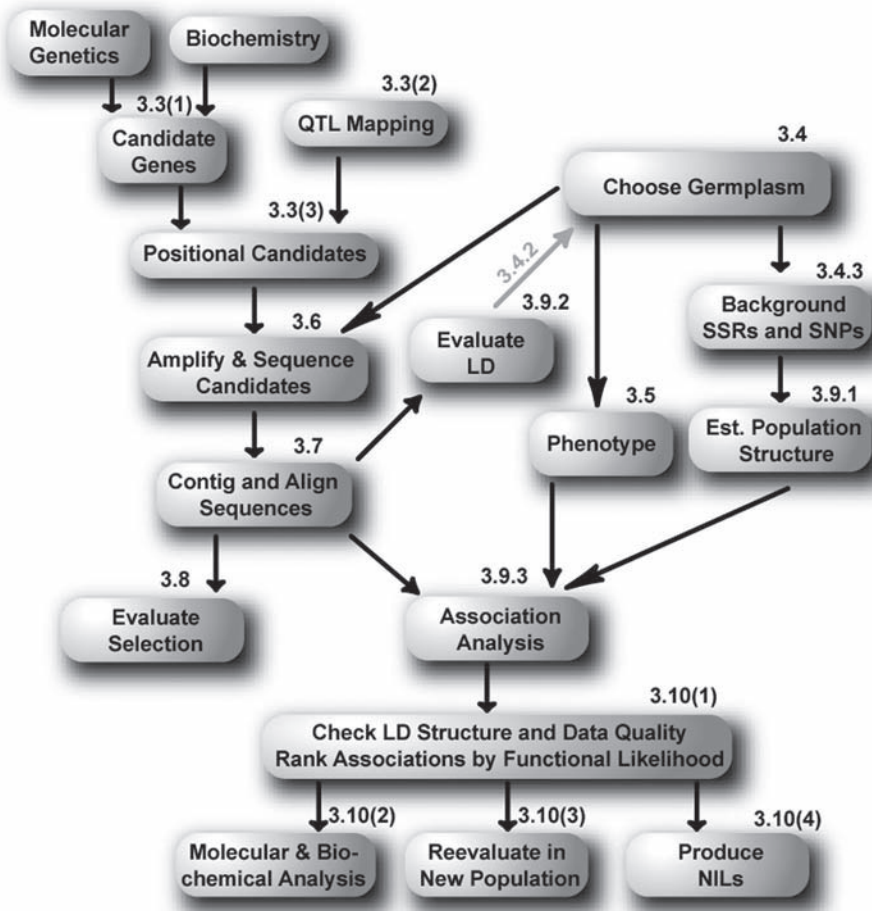 Molecular
Genetics
Biochemistry
3.3(1)
Candidate
Genes
3.3(2)
QTL Mapping
3.3(3)
Positional Candidates
3.4
Choose Germplasm
3.4.2
3.4.3
Background
SSRs and SNPs
3.6
Amplify & Sequence
Candidates
3.9.2
Evaluate
LD
3.5
Phenotype
3.9.1
Est. Population
Structure
3.7
Contig and Align
Sequences
3.8
Evaluate
Selection
3.9.3
Association
Analysis
3.10(1)
Check LD Structure and Data Quality
Rank Associations by Functional Likelihood
3.10(2)
Molecular & Bio-
chemical Analysis
3.10(3)
Reevaluate in
New Population
3.10(4)
Produce
NILs